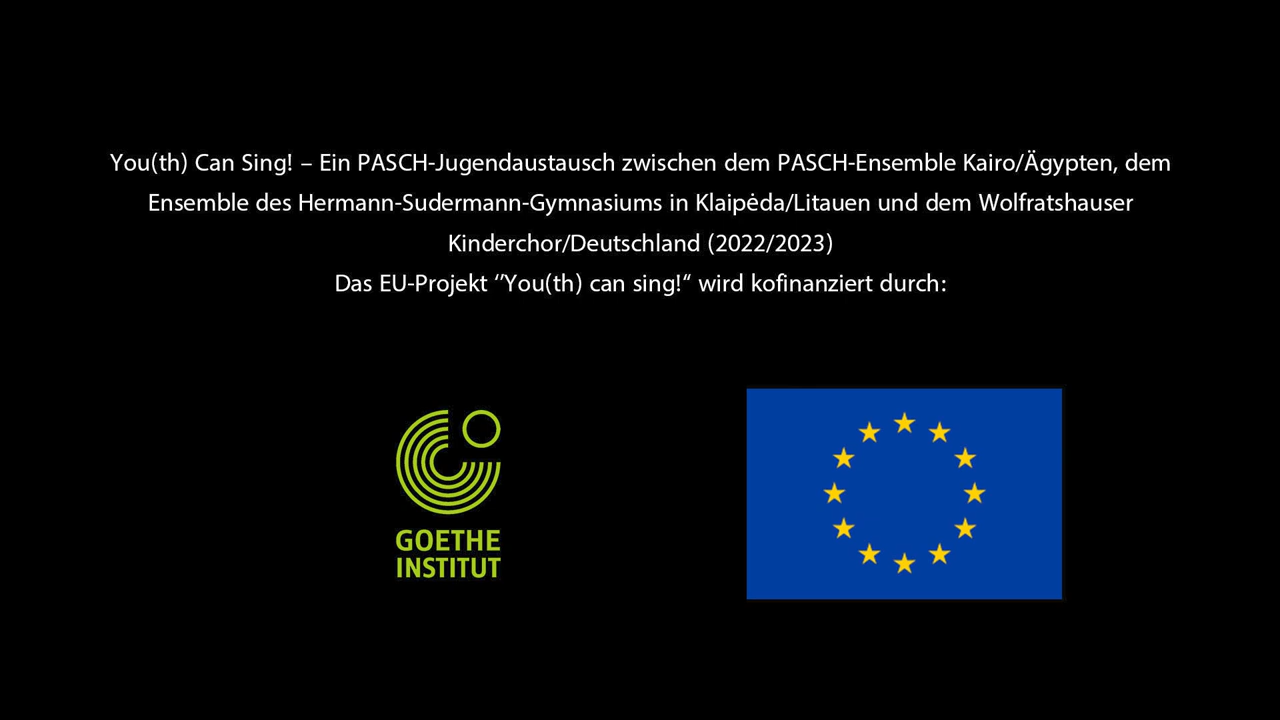 You(th) Can Sing! – Ein PASCH-Jugendaustausch zwischen dem PASCH-Ensemble Kairo/Ägypten, dem
Ensemble des Hermann-Sudermann-Gymnasiums in Klaipėda/Litauen und dem Wolfratshauser
Kinderchor/Deutschland (2022/2023)
Das EU-Projekt ‘’You(th) can sing!“ wird kofinanziert durch:
GOETHE
INSTITUT